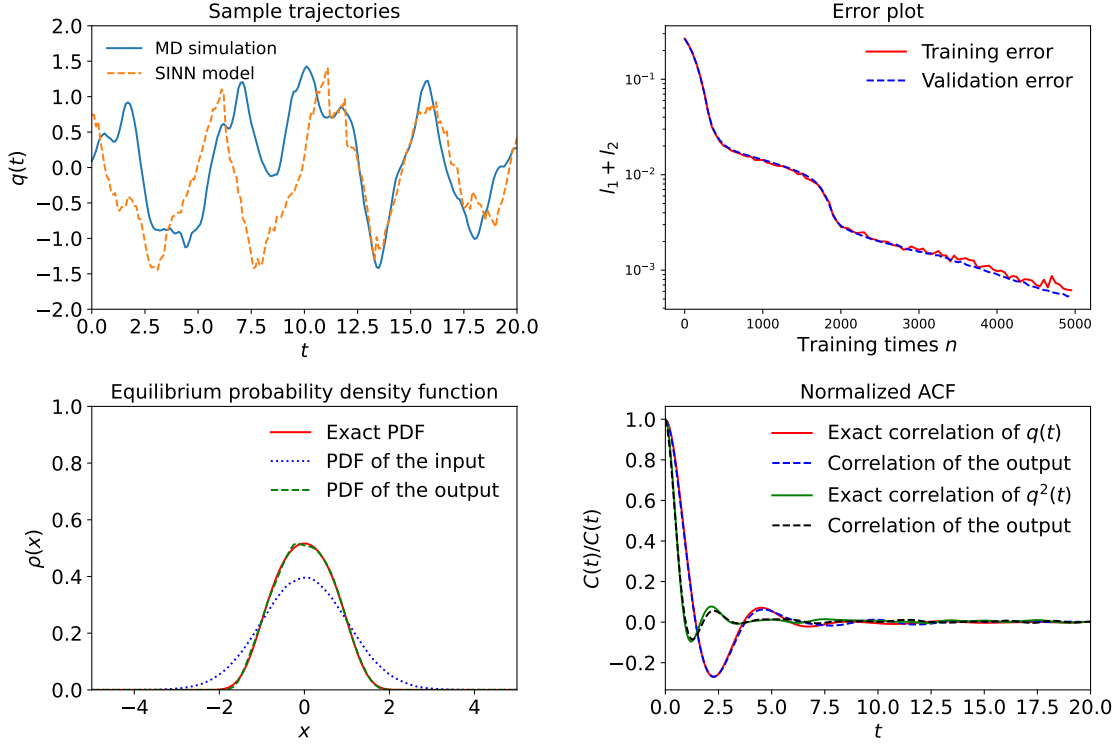 Sample trajectories
2.0
1.5
1.0
0.5
0.0
−0.5
−1.0
−1.5
−2.0
q(t)
MD simulation
SINN model
0.0 2.5 5.0 7.5 10.0 12.5 15.0 17.5 20.0
t
Error plot
10⁻¹
10⁻²
10⁻³
l₁ + l₂
Training error
Validation error
0 1000 2000 3000 4000 5000
Training times n
Equilibrium probability density function
1.0
0.8
0.6
0.4
0.2
0.0
ρ(x)
Exact PDF
PDF of the input
PDF of the output
−4 −2 0 2 4
x
Normalized ACF
1.0
0.8
0.6
0.4
0.2
0.0
−0.2
C(t)/C(t)
Exact correlation of q(t)
Correlation of the output
Exact correlation of q²(t)
Correlation of the output
0.0 2.5 5.0 7.5 10.0 12.5 15.0 17.5 20.0
t